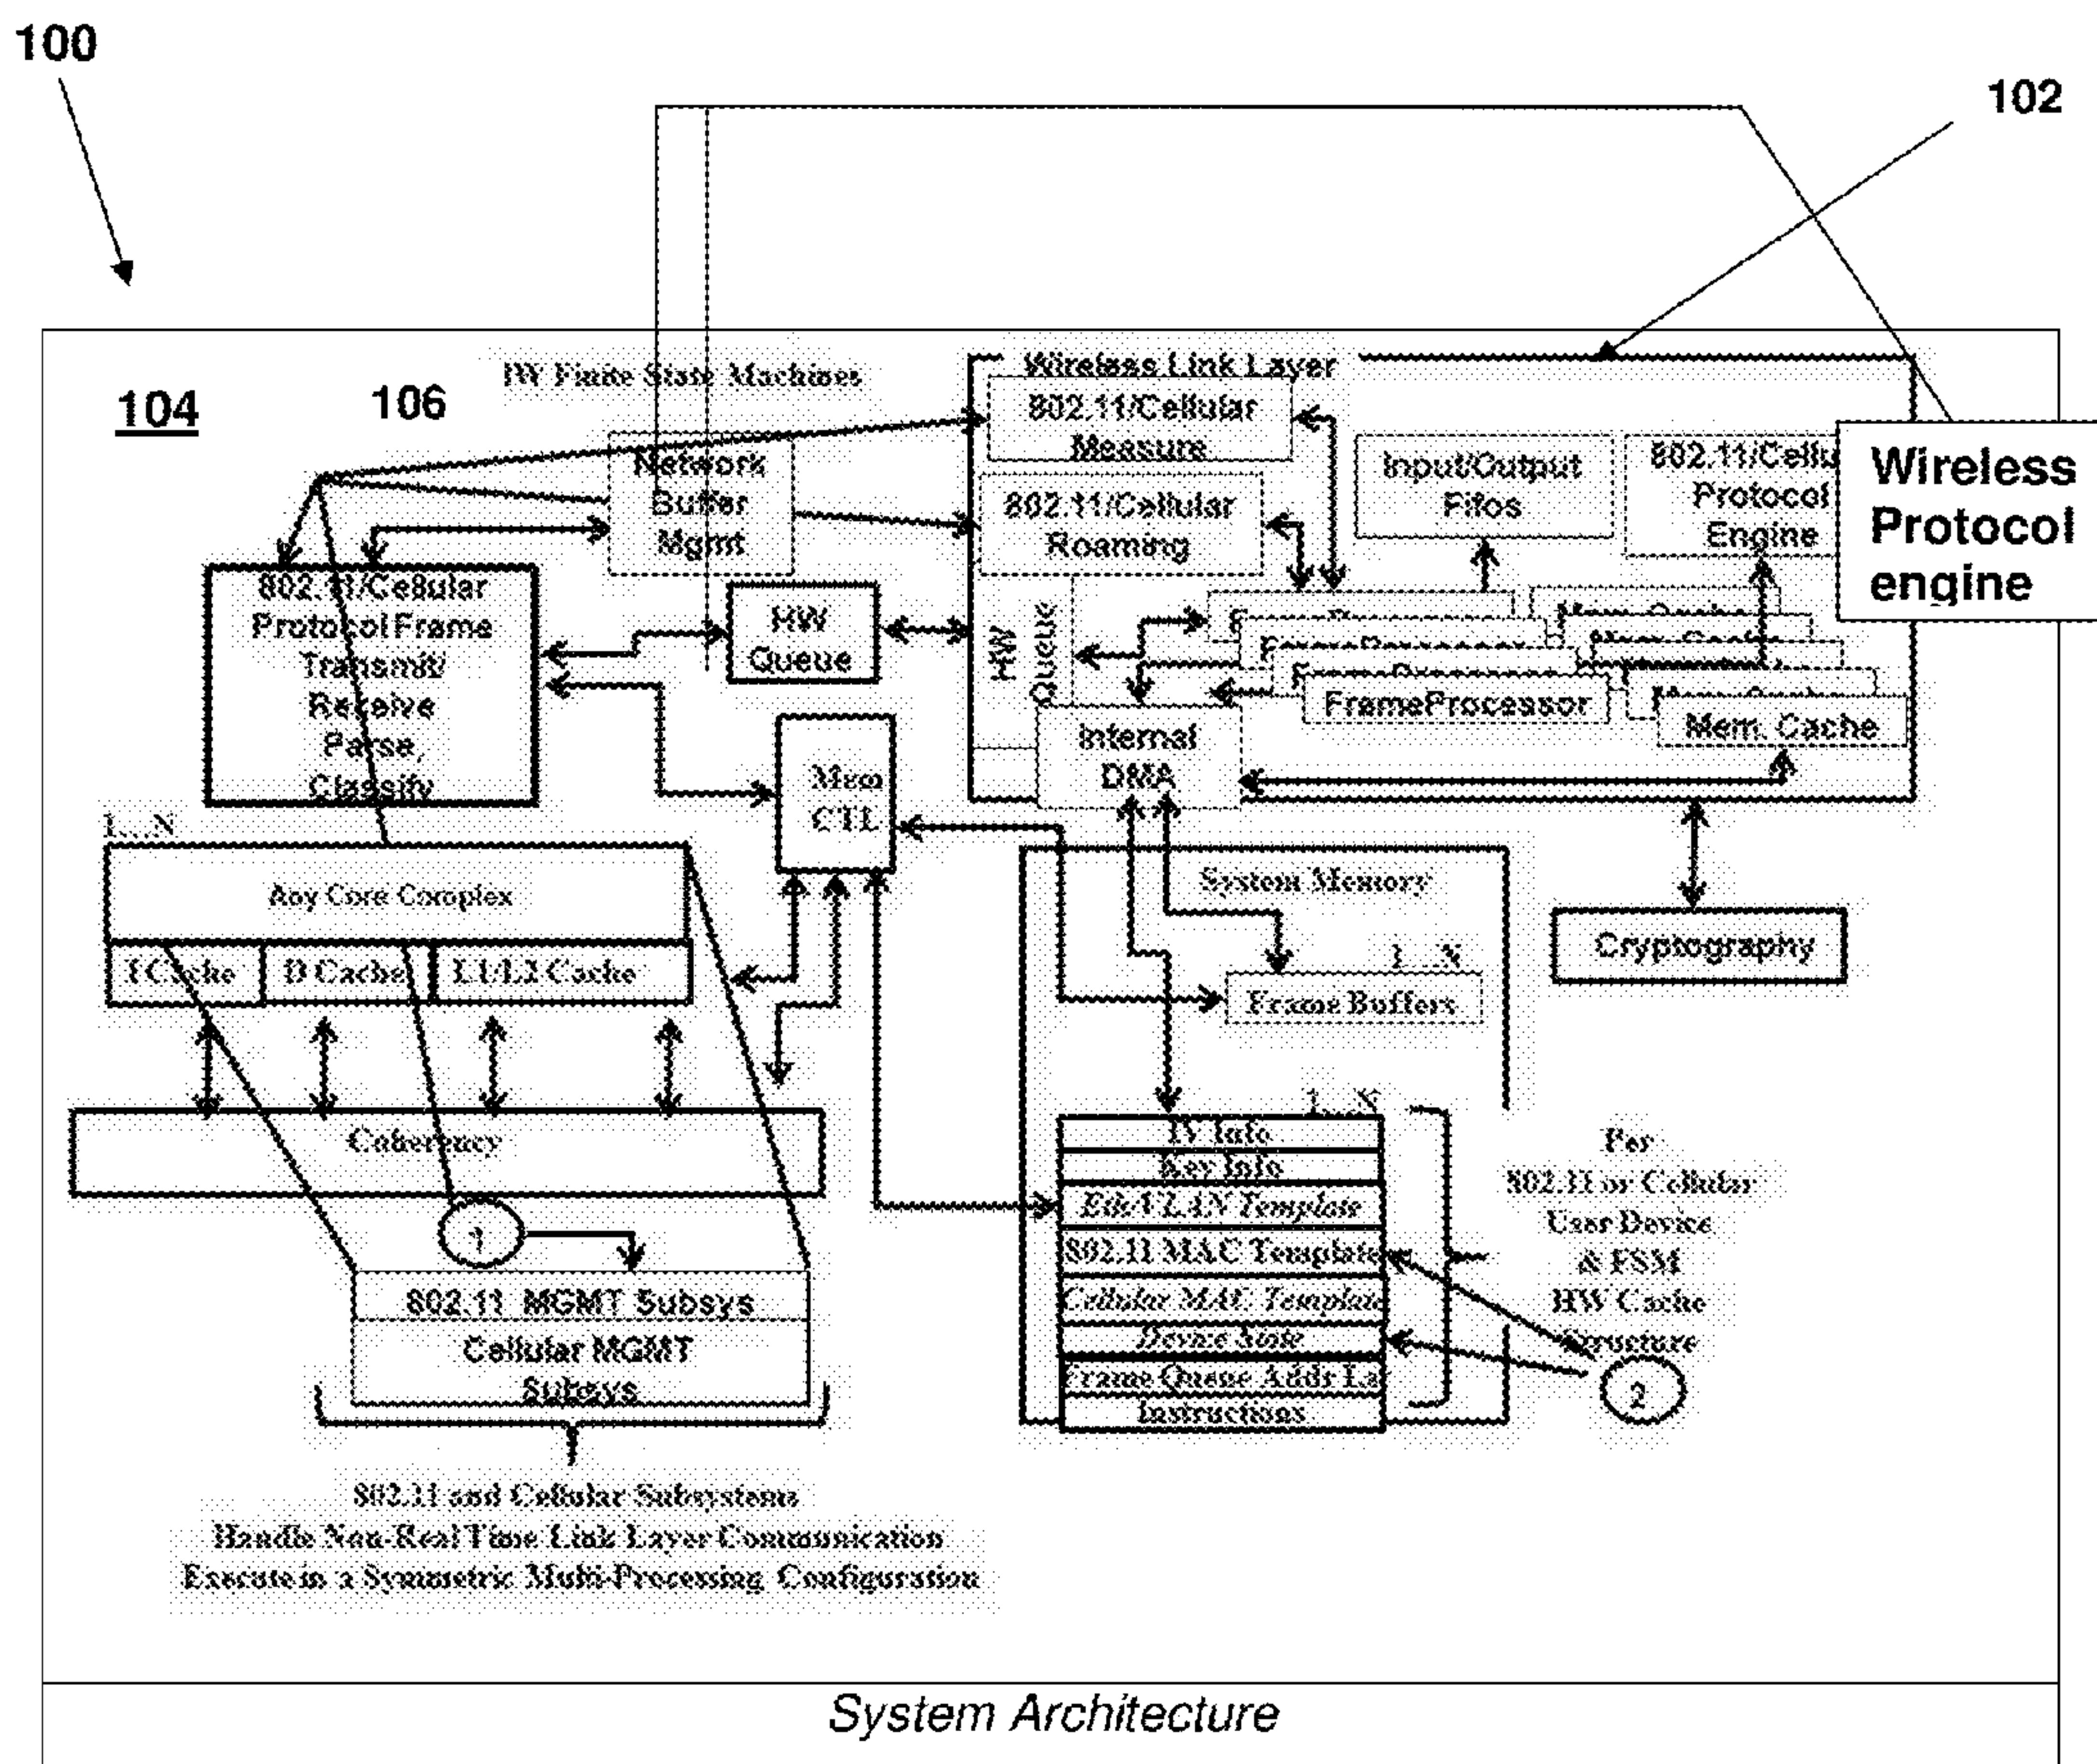 100
102
Finite State Machines
104
106
Wireless Link Layer
802.11/Cellular
Measure
Network
Buffer
Mgmt
802.11/Cellular
Roaming
Input/Output
Fifos
802.11/Cellu
Protocol
Engine
Wireless
Protocol
engine
802.11/Cellular
Protocol Frame
Transmit/
Receive
Parse,
Classify
HW
Queue
HW
Queue
FrameProcessor
Mem. Cache
Internal
DMA
Mem
CTL
1...N
Any Core Complex
I Cache
D Cache
L1/L2 Cache
System Memory
1...N
Frame Buffers
Cryptography
Coherency
1
802.11 MGMT Subsys
Cellular MGMT
Subsys
1...N
IV Info
Key Info
Eth/VLAN Template
802.11 MAC Template
Cellular MAC Template
Device State
Frame Queue Addr La
Instructions
Per
802.11 or Cellular
User Device
& FSM
HW Cache
Structure
2
802.11 and Cellular Subsystems
Handle Non-Real Time Link Layer Communication
Execute in a Symmetric Multi-Processing Configuration
System Architecture